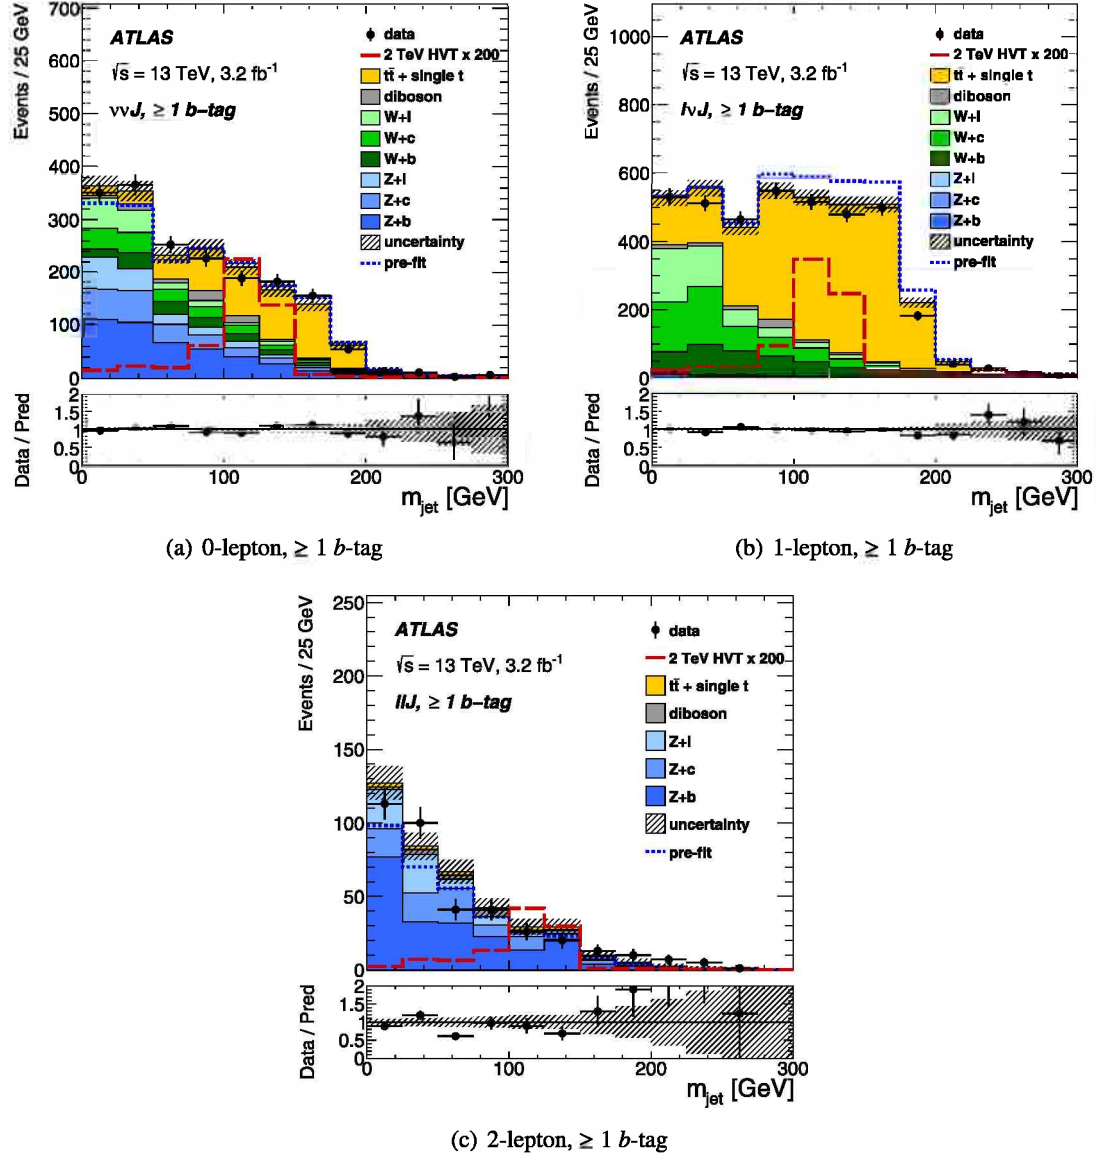 Events / 25 GeV
700
600
500
400
300
200
100
0
ATLAS
√s = 13 TeV, 3.2 fb⁻¹
ννJ, ≥ 1 b−tag
data
2 TeV HVT x 200
tt̄ + single t
diboson
W+l
W+c
W+b
Z+l
Z+c
Z+b
uncertainty
pre-fit
Data / Pred
2
1.5
1
0.5
0
0 100 200 300
m_jet [GeV]
(a) 0-lepton, ≥ 1 b-tag
Events / 25 GeV
1000
800
600
400
200
0
ATLAS
√s = 13 TeV, 3.2 fb⁻¹
lνJ, ≥ 1 b−tag
data
2 TeV HVT x 200
tt̄ + single t
diboson
W+l
W+c
W+b
Z+l
Z+c
Z+b
uncertainty
pre-fit
Data / Pred
2
1.5
1
0.5
0
0 100 200 300
m_jet [GeV]
(b) 1-lepton, ≥ 1 b-tag
Events / 25 GeV
250
200
150
100
50
0
ATLAS
√s = 13 TeV, 3.2 fb⁻¹
llJ, ≥ 1 b−tag
data
2 TeV HVT x 200
tt̄ + single t
diboson
Z+l
Z+c
Z+b
uncertainty
pre-fit
Data / Pred
2
1.5
1
0.5
0
0 100 200 300
m_jet [GeV]
(c) 2-lepton, ≥ 1 b-tag